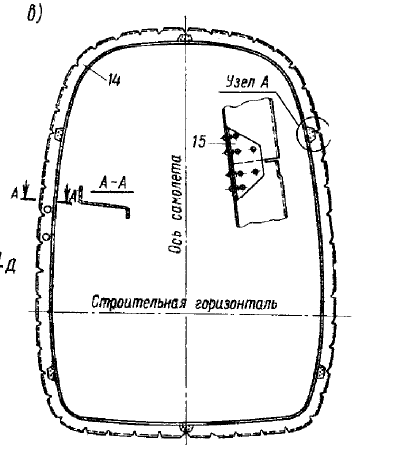 в)
14
Узел А
15
А
А
А-А
Ось самолета
Д
Строительная горизонталь